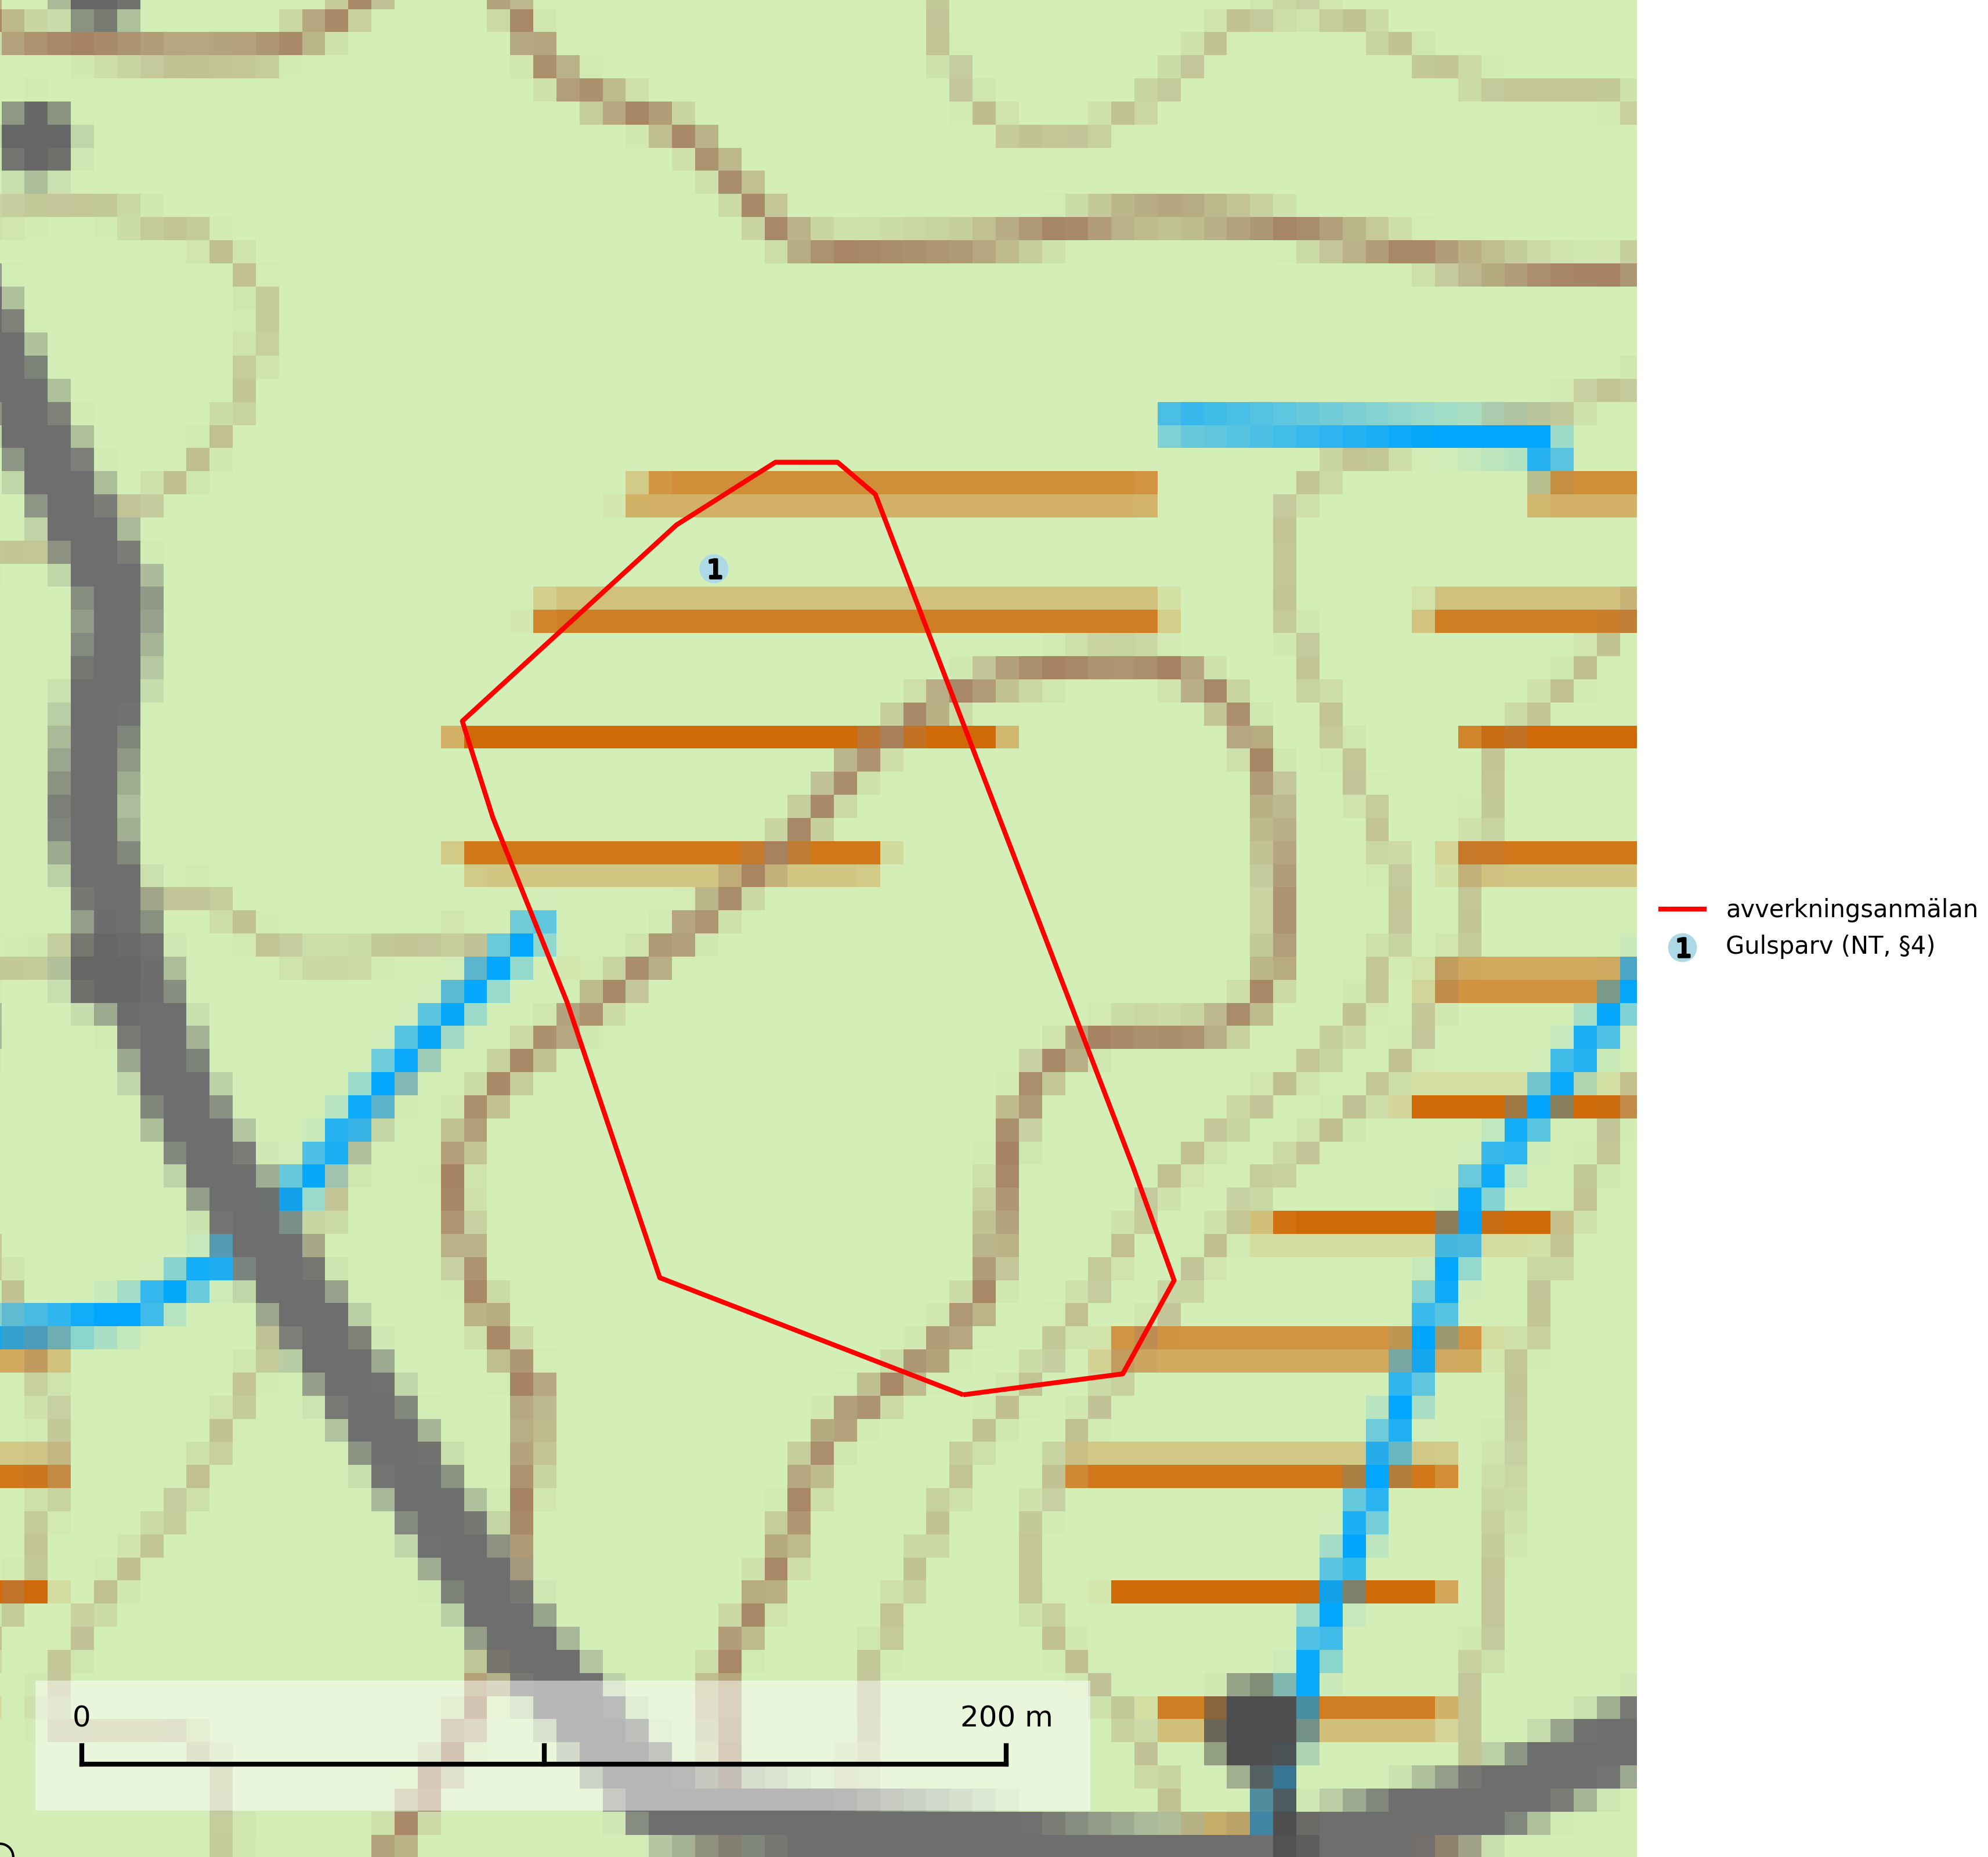 1
avverkningsanmälan
1 Gulsparv (NT, §4)
0 200 m